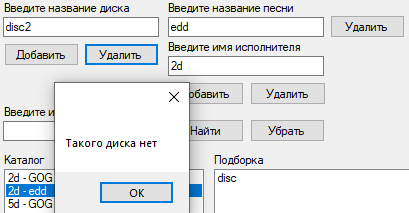 Введите название диска
disc2
Добавить
Удалить
Введите название песни
edd
Удалить
Введите имя исполнителя
2d
Удалить
Введите
Найти
Убрать
Такого диска нет
OK
Каталог
2d - GOG
2d - edd
5d - GOG
Подборка
disc